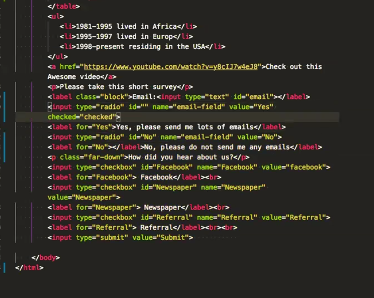 </table>
<ul>
<li>1981-1995 lived in Africa</li>
<li>1995-1997 lived in Europ</li>
<li>1998-present residing in the USA</li>
</ul>
<a href="https://www.youtube.com/watch?v=y8cIJ7w4eJ8">Check out this
Awesome video</a>
<p>Please take this short survey</p>
<label class="block">Email:<input type="text" id="email"></label>
<input type="radio" id="" name="email-field" value="Yes"
checked="checked">
<label for="Yes">Yes, please send me lots of emails</label>
<input type="radio" id="No" name="email-field" value="No">
<label for="No"></label>No, please do not send me any emails</label>
<p class="far-down">How did you hear about us?</p>
<input type="checkbox" id="Facebook" name="Facebook" value="facebook">
<label for="Facebook"> Facebook</label><br>
<input type="checkbox" id="Newspaper" name="Newspaper"
value="Newspaper">
<label for="Newspaper"> Newspaper</label><br>
<input type="checkbox" id="Referral" name="Referral" value="Referral">
<label for="Referral"> Referral</label><br><br>
<input type="submit" value="Submit">
</body>
</html>